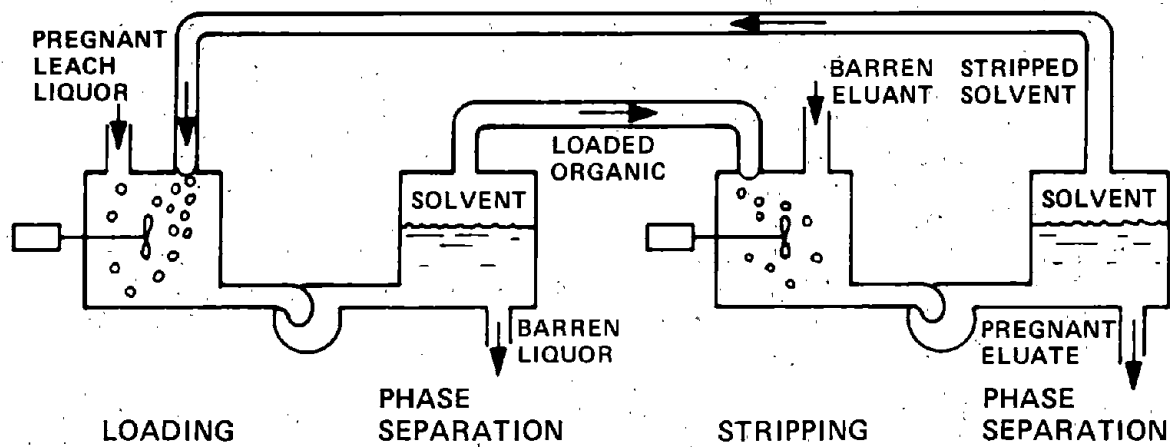 PREGNANT
LEACH
LIQUOR
BARREN
ELUANT
STRIPPED
SOLVENT
LOADED
ORGANIC
SOLVENT
SOLVENT
BARREN
LIQUOR
PREGNANT
ELUATE
LOADING
PHASE
SEPARATION
STRIPPING
PHASE
SEPARATION